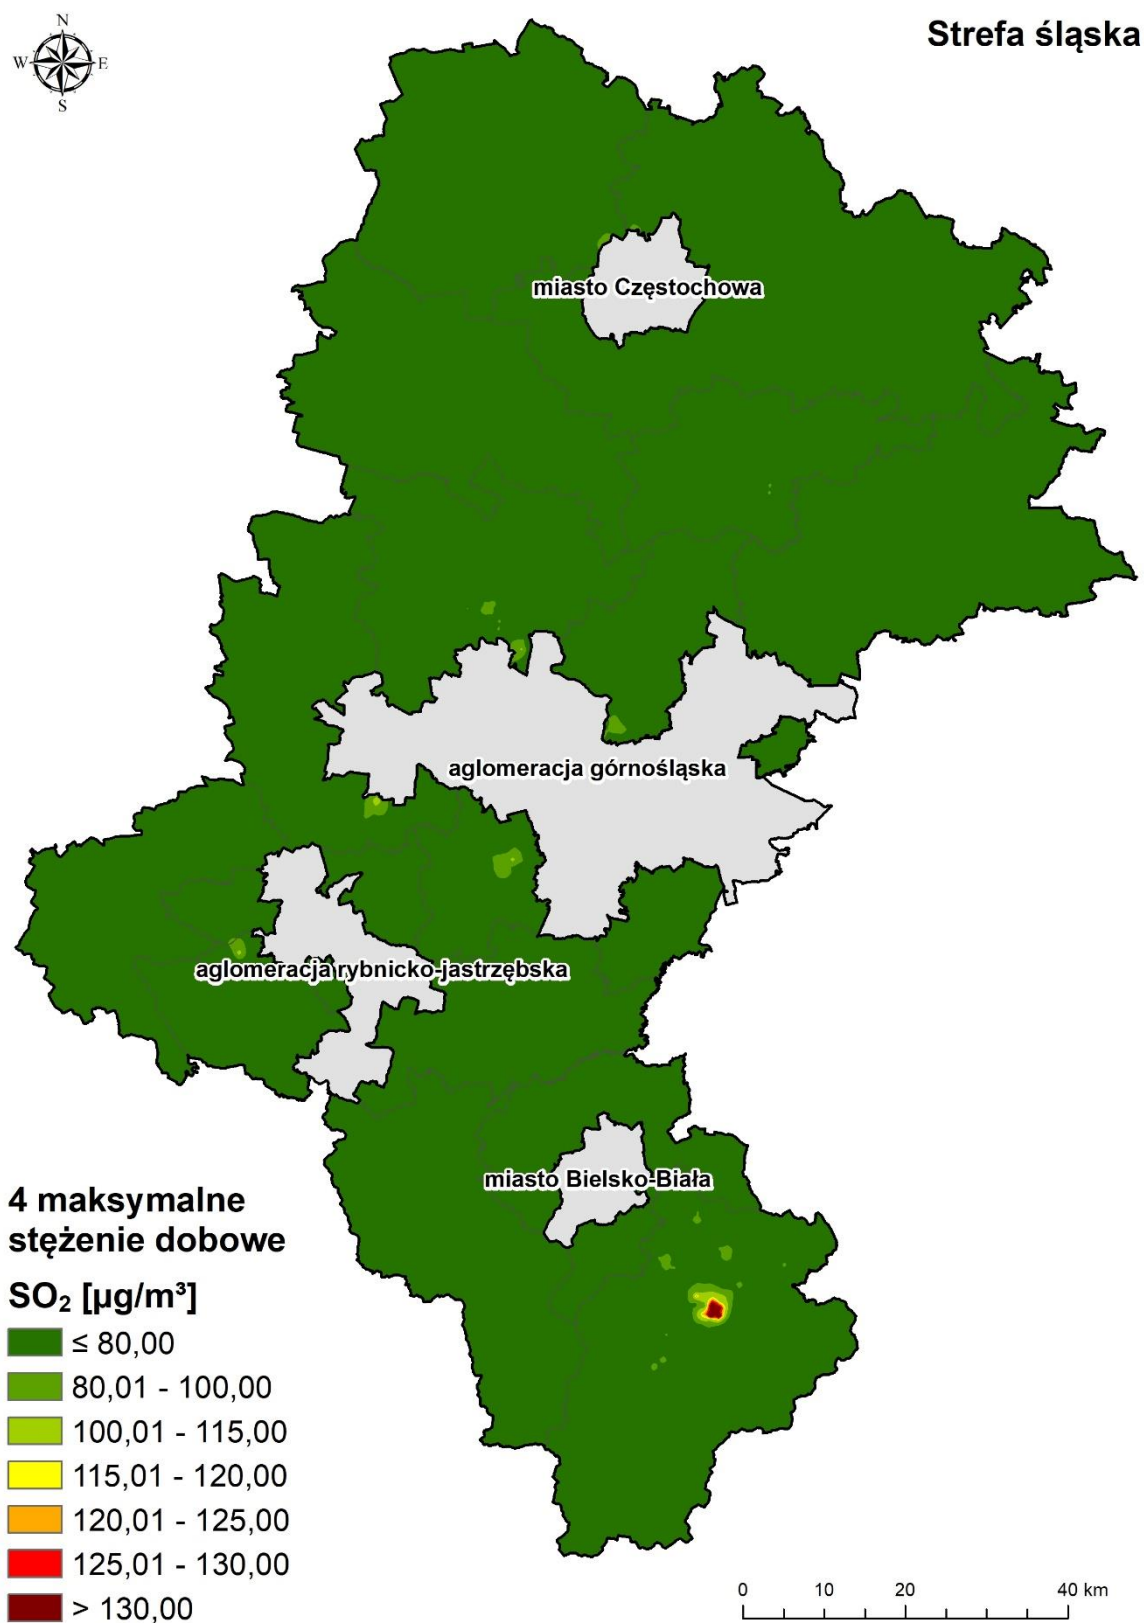 N
W E
S
Strefa śląska
miasto Częstochowa
aglomeracja górnośląska
aglomeracja rybnicko-jastrzębska
miasto Bielsko-Biała
4 maksymalne
stężenie dobowe
SO₂ [µg/m³]
≤ 80,00
80,01 - 100,00
100,01 - 115,00
115,01 - 120,00
120,01 - 125,00
125,01 - 130,00
> 130,00
0 10 20 40 km